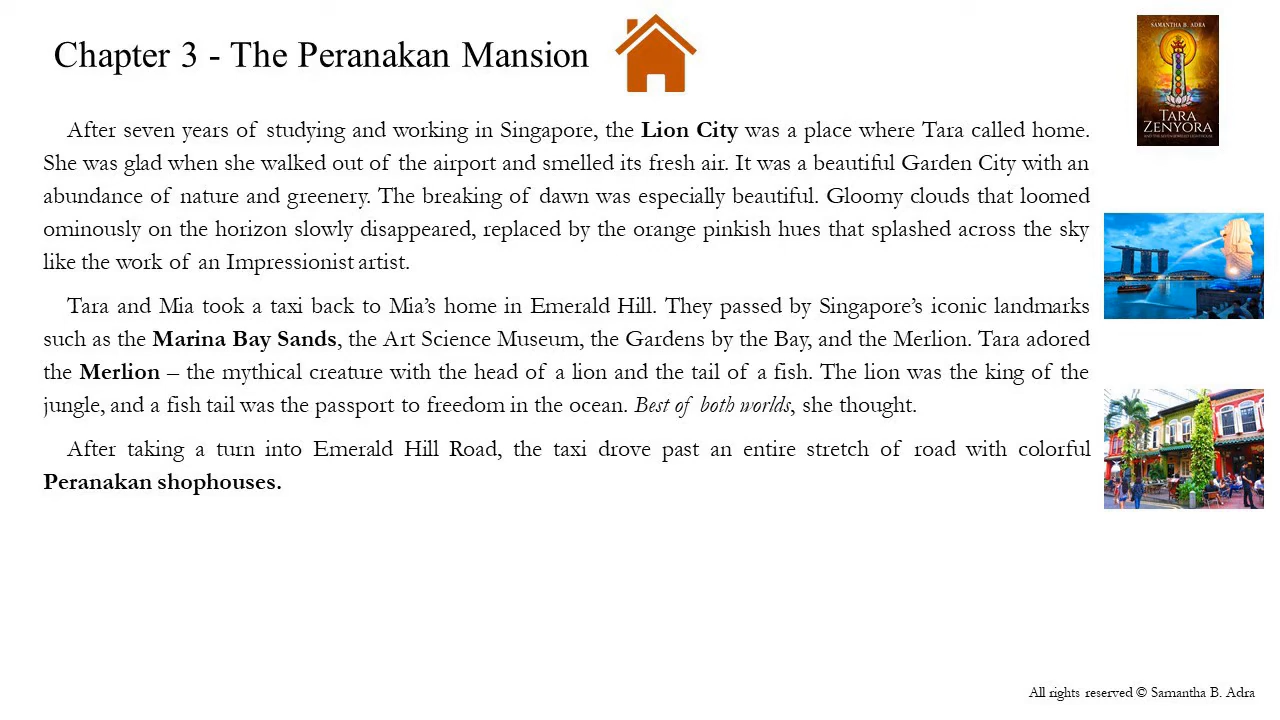 Chapter 3 - The Peranakan Mansion
After seven years of studying and working in Singapore, the Lion City was a place where Tara called home.
She was glad when she walked out of the airport and smelled its fresh air. It was a beautiful Garden City with an
abundance of nature and greenery. The breaking of dawn was especially beautiful. Gloomy clouds that loomed
ominously on the horizon slowly disappeared, replaced by the orange pinkish hues that splashed across the sky
like the work of an Impressionist artist.
Tara and Mia took a taxi back to Mia’s home in Emerald Hill. They passed by Singapore’s iconic landmarks
such as the Marina Bay Sands, the Art Science Museum, the Gardens by the Bay, and the Merlion. Tara adored
the Merlion – the mythical creature with the head of a lion and the tail of a fish. The lion was the king of the
jungle, and a fish tail was the passport to freedom in the ocean. Best of both worlds, she thought.
After taking a turn into Emerald Hill Road, the taxi drove past an entire stretch of road with colorful
Peranakan shophouses.
SAMANTHA B. ADRA
TARA
ZENYORA
All rights reserved © Samantha B. Adra